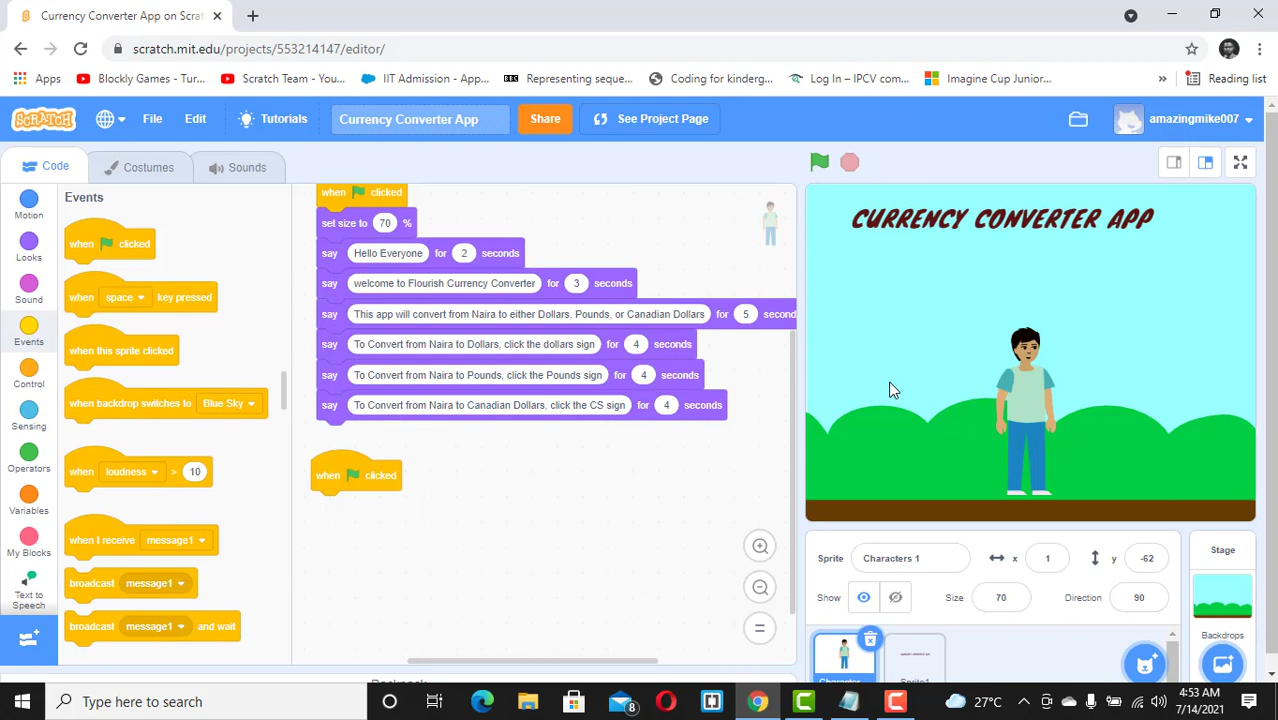 Currency Converter App on Scrat
scratch.mit.edu/projects/553214147/editor/
Apps
Blockly Games - Tur...
Scratch Team - You...
IIT Admission - App...
Representing seque...
Coding for kinderg...
Log In – IPCV comm...
Imagine Cup Junior...
»
Reading list
SCRATCH
File
Edit
Tutorials
Currency Converter App
Share
See Project Page
amazingmike007
Code
Costumes
Sounds
Motion
Looks
Sound
Events
Control
Sensing
Operators
Variables
My Blocks
Text to
Speech
Events
when clicked
when space key pressed
when this sprite clicked
when backdrop switches to Blue Sky
when loudness > 10
when I receive message1
broadcast message1
broadcast message1 and wait
when clicked
set size to 70 %
say Hello Everyone for 2 seconds
say welcome to Flourish Currency Converter for 3 seconds
say This app will convert from Naira to either Dollars. Pounds, or Canadian Dollars for 5 second
say To Convert from Naira to Dollars, click the dollars sign for 4 seconds
say To Convert from Naira to Pounds, click the Pounds sign for 4 seconds
say To Convert from Naira to Canadian Dollars, click the CS sign for 4 seconds
when clicked
CURRENCY CONVERTER APP
Sprite Characters 1 x 1 y -62
Show Size 70 Direction 90
Sprite1
Stage
Backdrops
Type here to search
8
27°C
4:53 AM
7/14/2021